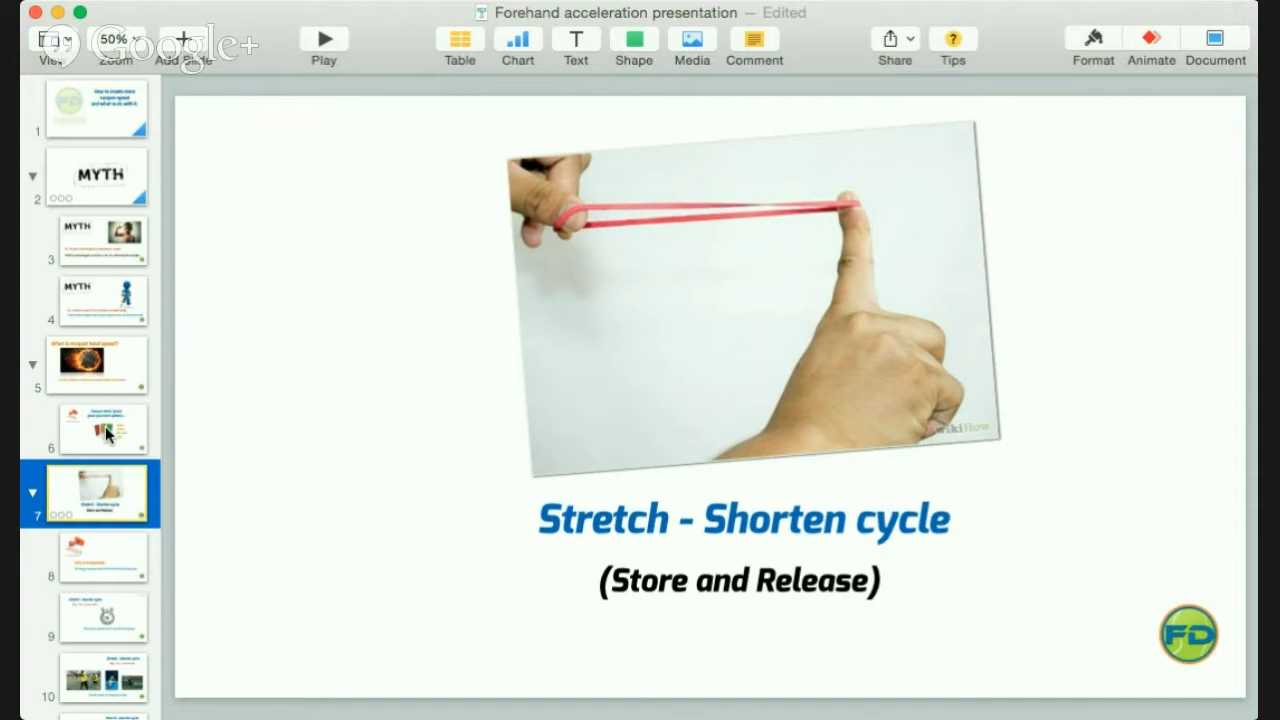 Forehand acceleration presentation — Edited
Google+
50%
View
Zoom
Add Slide
Play
Table
Chart
Text
Shape
Media
Comment
Share
Tips
Format
Animate
Document
1
MYTH
2
MYTH
3
MYTH
4
5
6
7
8
9
10
wikiHow
Stretch - Shorten cycle
(Store and Release)
FD